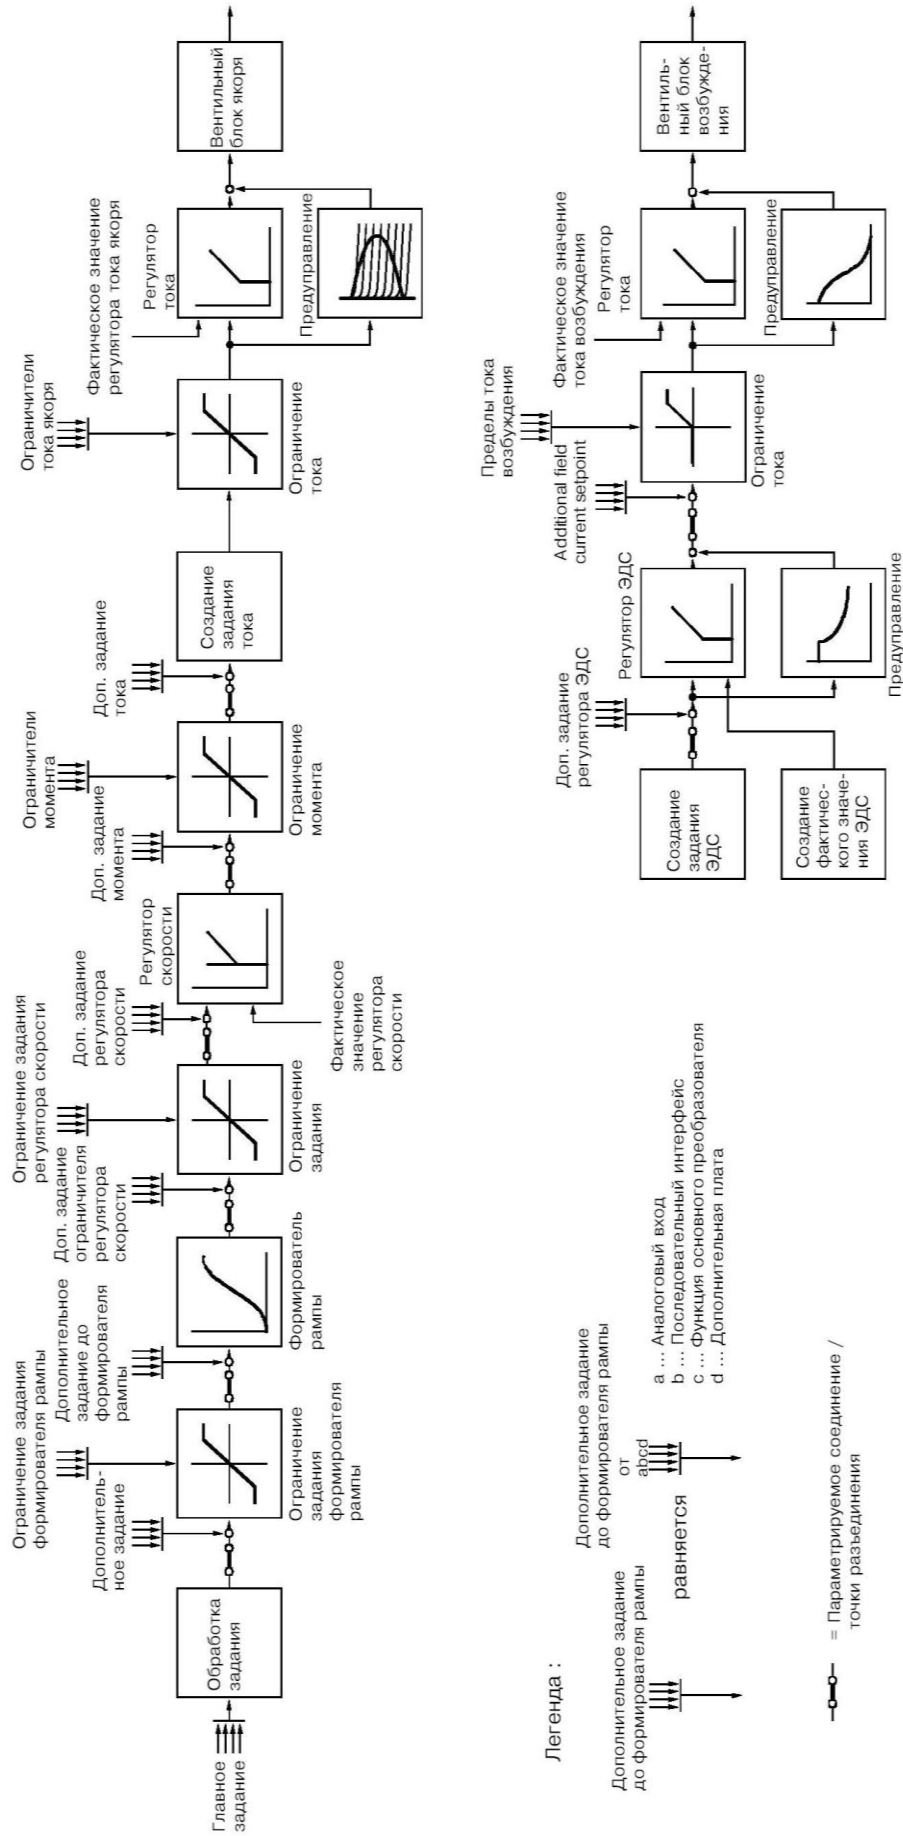 Главное
задание
Обработка
задания
Дополнитель-
ное задание
Ограничение задания
формирователя рампы
Ограничение
задания
формирователя
рампы
Дополнительное
задание до
формирователя
рампы
Формирователь
рампы
Доп. задание
ограничителя
регулятора
скорости
Ограничение задания
регулятора скорости
Ограничение
задания
Доп. задание
регулятора
скорости
Фактическое
значение
регулятора
скорости
Регулятор
скорости
Доп. задание
момента
Ограничители
момента
Ограничение
момента
Доп. задание
тока
Создание
задания
тока
Ограничители
тока якоря
Ограничение
тока
Фактическое значение
регулятора тока якоря
Регулятор
тока
Предуправление
Вентильный
блок якоря
Создание
задания
ЭДС
Создание
фактичес-
кого значе-
ния ЭДС
Доп. задание
регулятора ЭДС
Регулятор ЭДС
Предуправление
Additional field
current setpoint
Пределы тока
возбуждения
Ограничение
тока
Фактическое значение
тока возбуждения
Регулятор
тока
Предуправление
Вентиль-
ный блок
возбужде-
ния
Легенда :
Дополнительное задание
до формирователя рампы
равняется
Дополнительное задание
до формирователя рампы
от
abcd
a ... Аналоговый вход
b ... Последовательный интерфейс
c ... Функция основного преобразователя
d ... Дополнительная плата
= Параметрируемое соединение /
точки разъединения